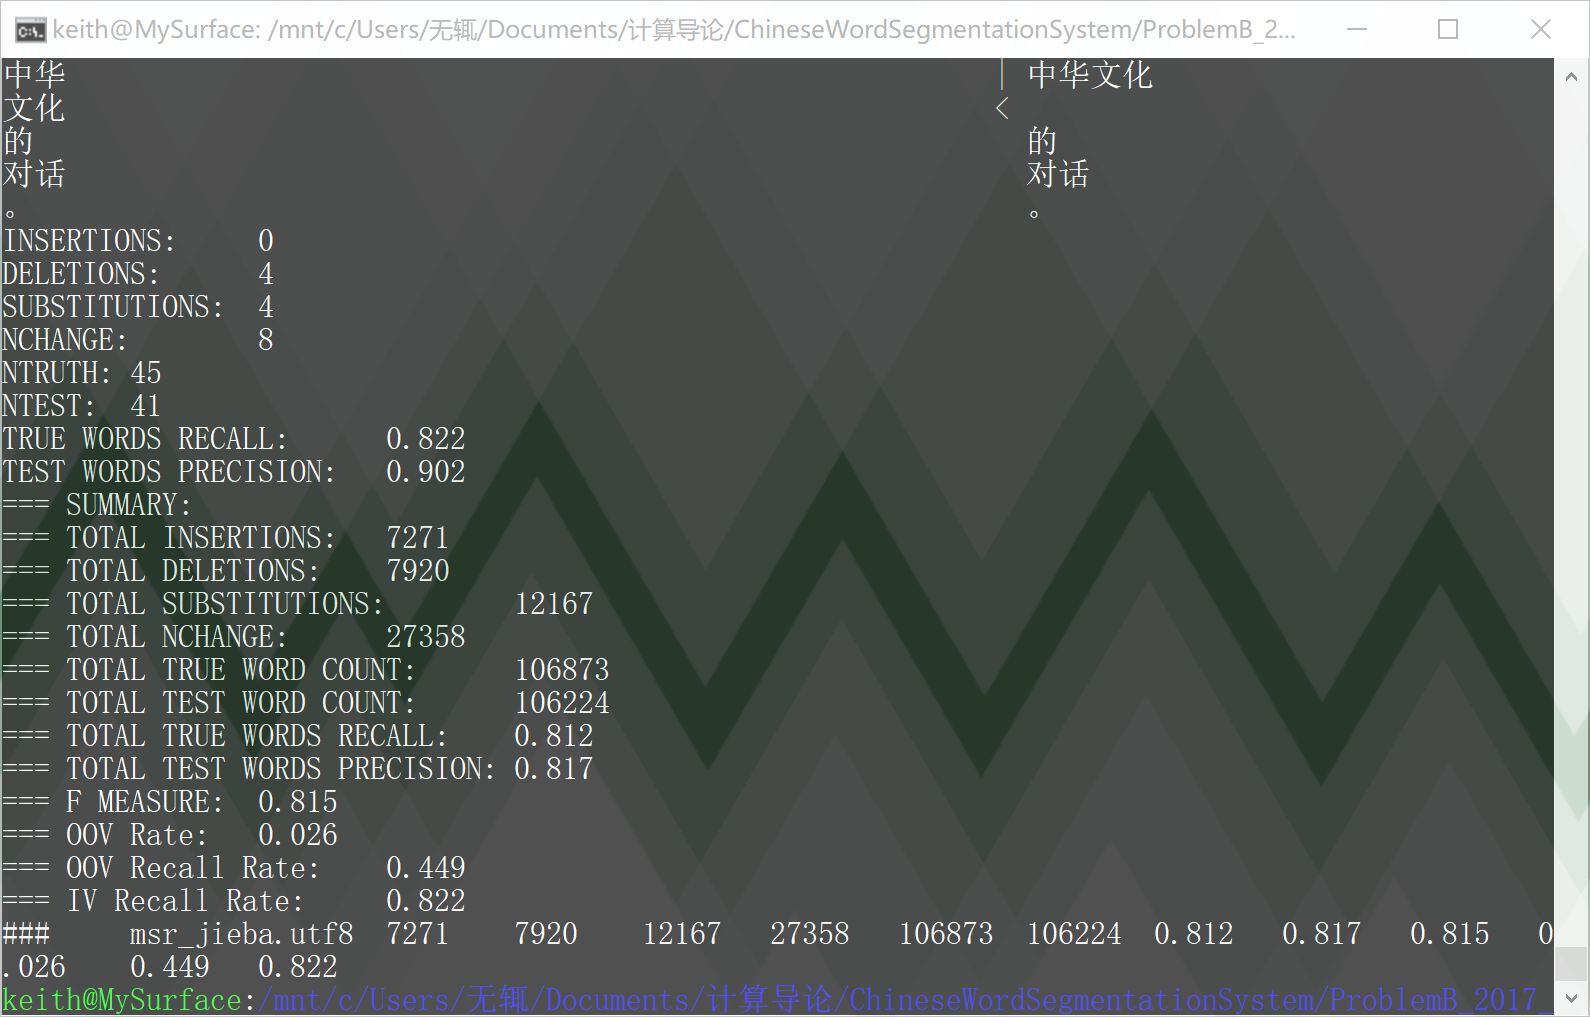 keith@MySurface: /mnt/c/Users/无辄/Documents/计算导论/ChineseWordSegmentationSystem/ProblemB_2...
中华 | 中华文化
文化 <
的 的
对话 对话
。 。
INSERTIONS: 0
DELETIONS: 4
SUBSTITUTIONS: 4
NCHANGE: 8
NTRUTH: 45
NTEST: 41
TRUE WORDS RECALL: 0.822
TEST WORDS PRECISION: 0.902
=== SUMMARY:
=== TOTAL INSERTIONS: 7271
=== TOTAL DELETIONS: 7920
=== TOTAL SUBSTITUTIONS: 12167
=== TOTAL NCHANGE: 27358
=== TOTAL TRUE WORD COUNT: 106873
=== TOTAL TEST WORD COUNT: 106224
=== TOTAL TRUE WORDS RECALL: 0.812
=== TOTAL TEST WORDS PRECISION: 0.817
=== F MEASURE: 0.815
=== OOV Rate: 0.026
=== OOV Recall Rate: 0.449
=== IV Recall Rate: 0.822
### msr_jieba.utf8 7271 7920 12167 27358 106873 106224 0.812 0.817 0.815 0
.026 0.449 0.822
keith@MySurface:/mnt/c/Users/无辄/Documents/计算导论/ChineseWordSegmentationSystem/ProblemB_2017_